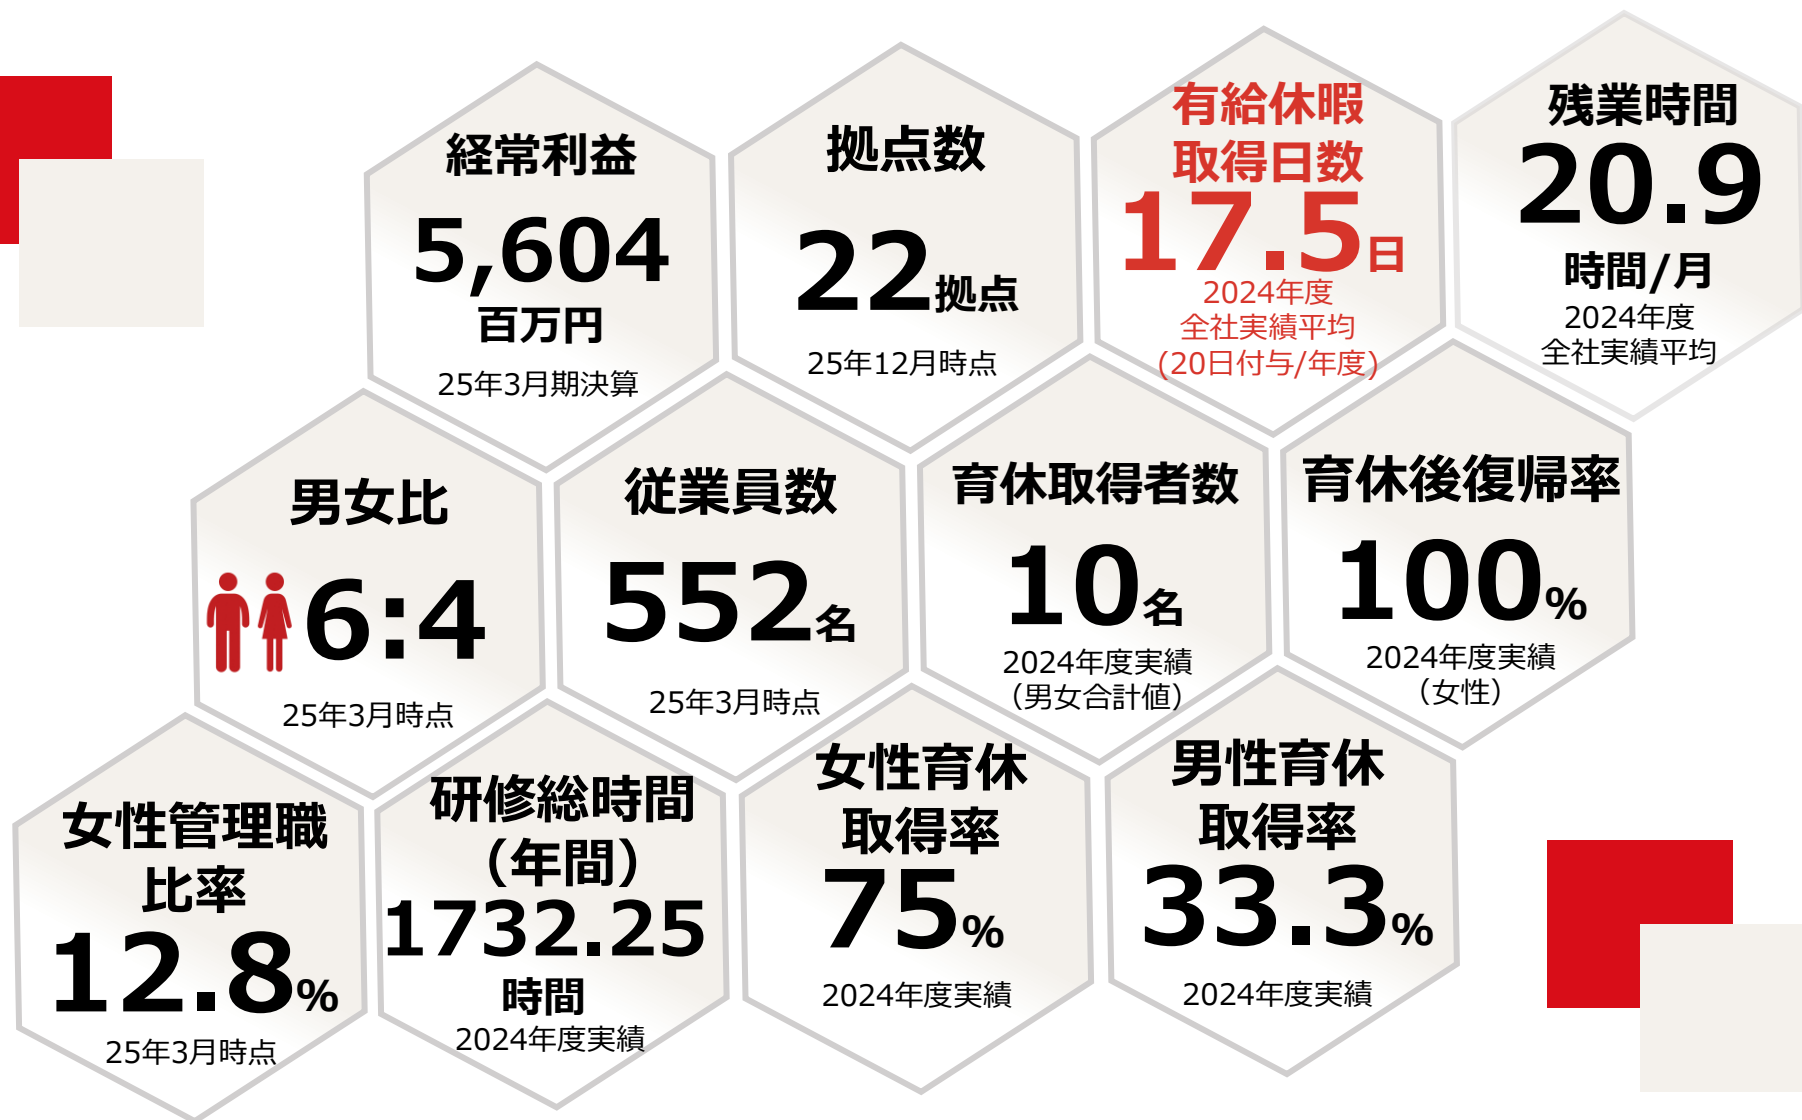 経常利益
5,604
百万円
25年3月期決算
拠点数
22拠点
25年12月時点
有給休暇
取得日数
17.5日
2024年度
全社実績平均
(20日付与/年度)
残業時間
20.9
時間/月
2024年度
全社実績平均
男女比
6:4
25年3月時点
従業員数
552名
25年3月時点
育休取得者数
10名
2024年度実績
（男女合計値）
育休後復帰率
100%
2024年度実績
（女性）
女性管理職
比率
12.8%
25年3月時点
研修総時間
（年間）
1732.25
時間
2024年度実績
女性育休
取得率
75%
2024年度実績
男性育休
取得率
33.3%
2024年度実績